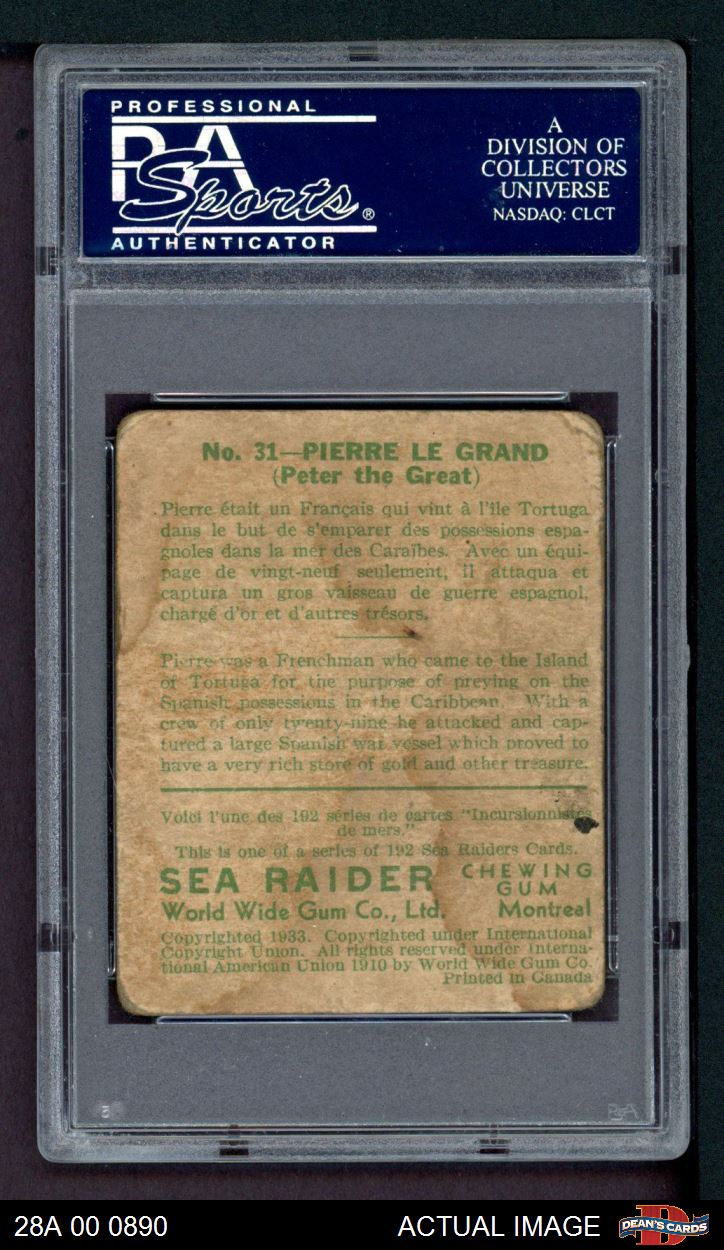 PROFESSIONAL
PSA
Sports®
AUTHENTICATOR
A
DIVISION OF
COLLECTORS
UNIVERSE
NASDAQ: CLCT
No. 31—PIERRE LE GRAND
(Peter the Great)
Pierre était un Français qui vint à l'île Tortuga
dans le but de s'emparer des possessions espa-
gnoles dans la mer des Caraïbes. Avec un équi-
page de vingt-neuf seulement, il attaqua et
captura un gros vaisseau de guerre espagnol,
chargé d'or et d'autres trésors.
Pierre was a Frenchman who came to the Island
of Tortuga for the purpose of preying on the
Spanish possessions in the Caribbean. With a
crew of only twenty-nine he attacked and cap-
tured a large Spanish war vessel which proved to
have a very rich store of gold and other treasure.
Voici l'une des 192 séries de cartes "Incursionnistes
de mers."
This is one of a series of 192 Sea Raiders Cards.
SEA RAIDER CHEWING GUM
World Wide Gum Co., Ltd. Montreal
Copyrighted 1933. Copyrighted under International
Copyright Union. All rights reserved under Interna-
tional American Union 1910 by World Wide Gum Co.
Printed in Canada
PSA
28A 00 0890
ACTUAL IMAGE
DEAN'S CARDS